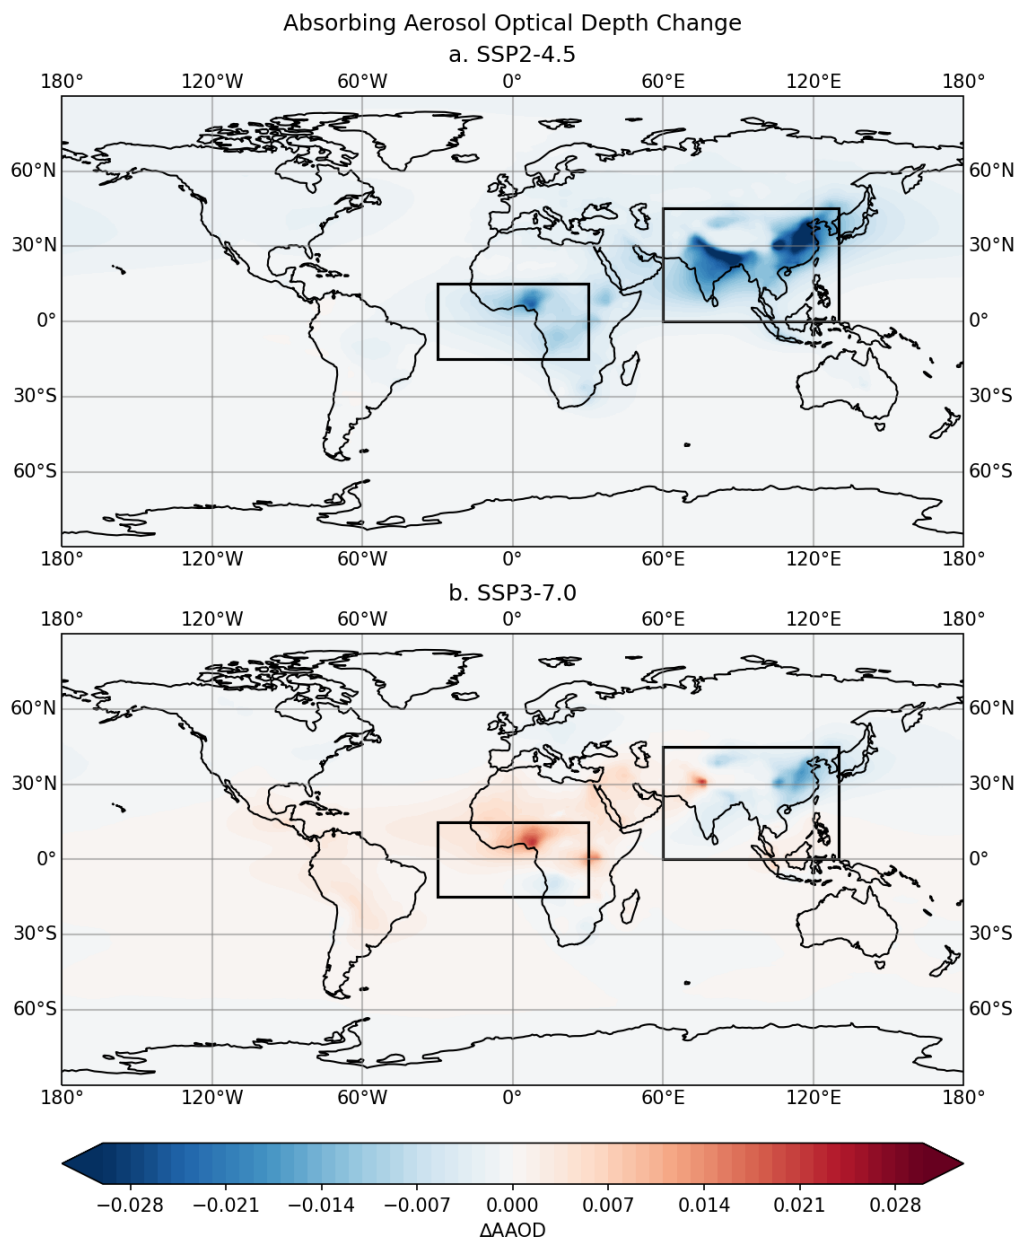 Absorbing Aerosol Optical Depth Change
a. SSP2-4.5
180° 120°W 60°W 0° 60°E 120°E 180°
60°N 60°N
30°N 30°N
0° 0°
30°S 30°S
60°S 60°S
180° 120°W 60°W 0° 60°E 120°E 180°
b. SSP3-7.0
180° 120°W 60°W 0° 60°E 120°E 180°
60°N 60°N
30°N 30°N
0° 0°
30°S 30°S
60°S 60°S
180° 120°W 60°W 0° 60°E 120°E 180°
−0.028 −0.021 −0.014 −0.007 0.000 0.007 0.014 0.021 0.028
ΔAAOD